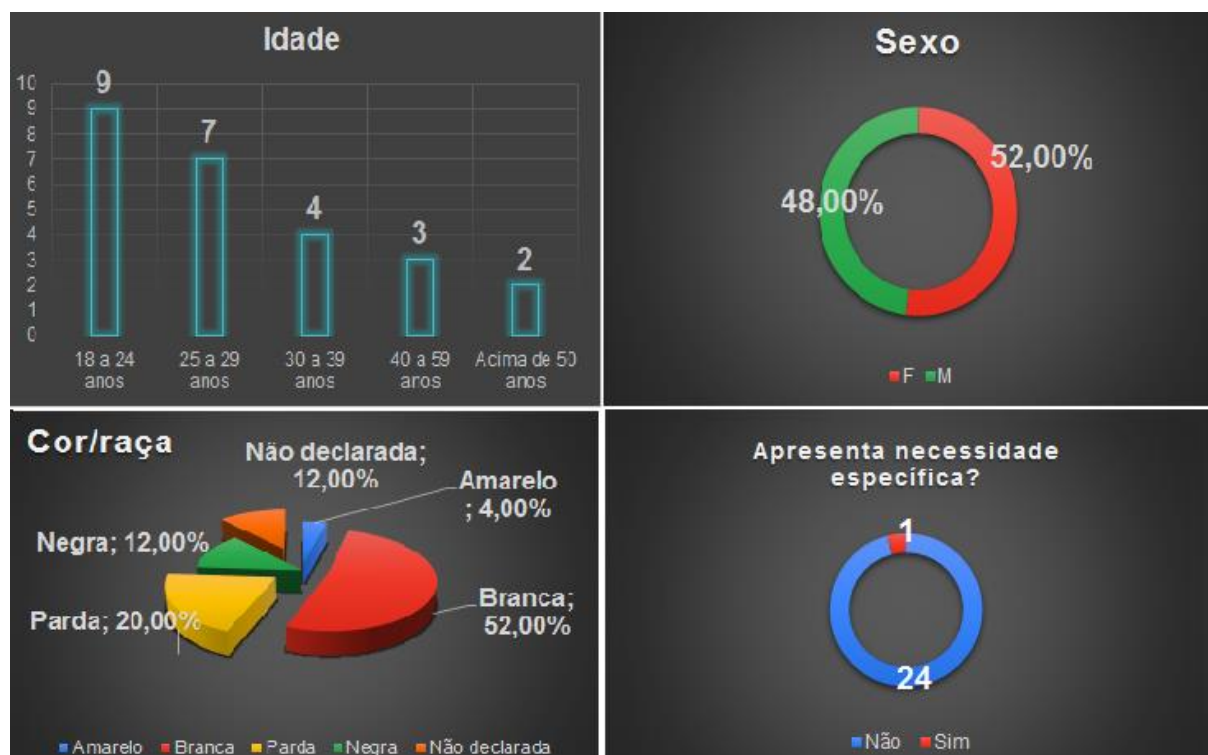 Idade
10
9
8
7
6
5
4
3
2
1
0
9
7
4
3
2
18 a 24
anos
25 a 29
anos
30 a 39
anos
40 a 59
anos
Acima de 50
anos
Sexo
52,00%
48,00%
F M
Cor/raça
Não declarada;
12,00%
Amarelo
; 4,00%
Negra; 12,00%
Branca;
52,00%
Parda; 20,00%
Amarelo Branca Parda Negra Não declarada
Apresenta necessidade
específica?
1
24
Não Sim